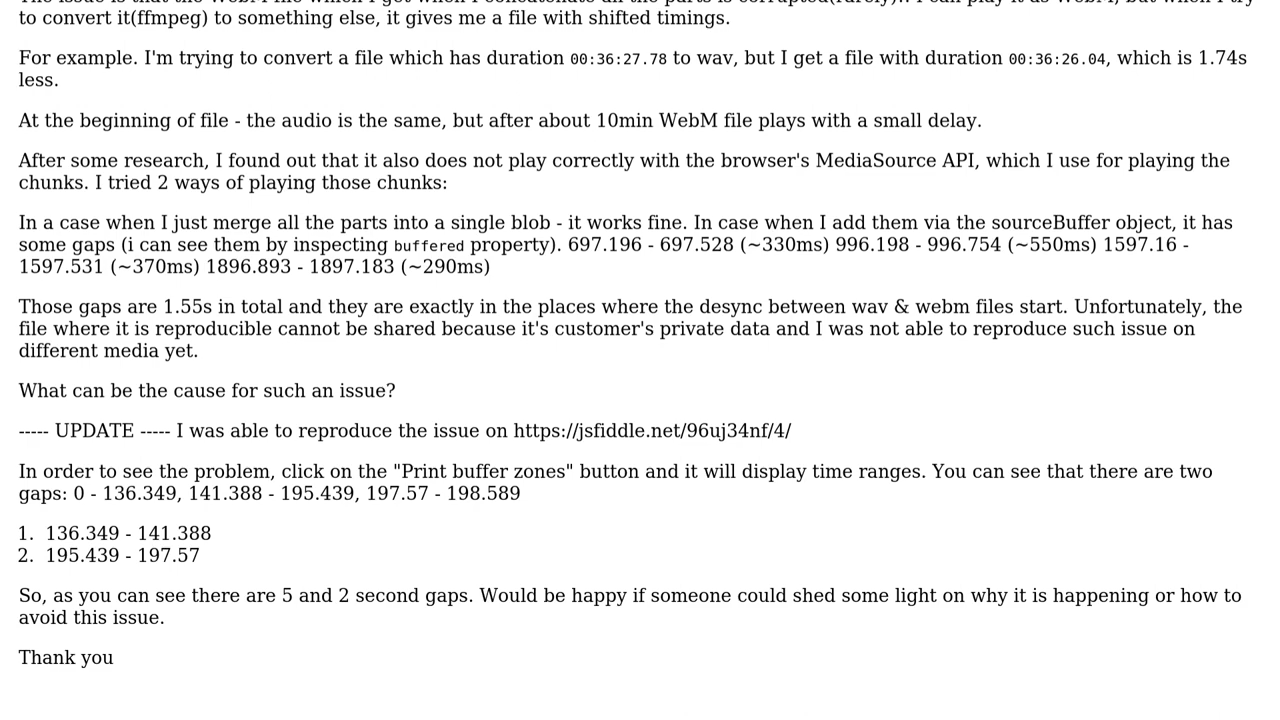 to convert it(ffmpeg) to something else, it gives me a file with shifted timings.
For example. I'm trying to convert a file which has duration 00:36:27.78 to wav, but I get a file with duration 00:36:26.04, which is 1.74s
less.
At the beginning of file - the audio is the same, but after about 10min WebM file plays with a small delay.
After some research, I found out that it also does not play correctly with the browser's MediaSource API, which I use for playing the
chunks. I tried 2 ways of playing those chunks:
In a case when I just merge all the parts into a single blob - it works fine. In case when I add them via the sourceBuffer object, it has
some gaps (i can see them by inspecting buffered property). 697.196 - 697.528 (~330ms) 996.198 - 996.754 (~550ms) 1597.16 -
1597.531 (~370ms) 1896.893 - 1897.183 (~290ms)
Those gaps are 1.55s in total and they are exactly in the places where the desync between wav & webm files start. Unfortunately, the
file where it is reproducible cannot be shared because it's customer's private data and I was not able to reproduce such issue on
different media yet.
What can be the cause for such an issue?
----- UPDATE ----- I was able to reproduce the issue on https://jsfiddle.net/96uj34nf/4/
In order to see the problem, click on the "Print buffer zones" button and it will display time ranges. You can see that there are two
gaps: 0 - 136.349, 141.388 - 195.439, 197.57 - 198.589
1. 136.349 - 141.388
2. 195.439 - 197.57
So, as you can see there are 5 and 2 second gaps. Would be happy if someone could shed some light on why it is happening or how to
avoid this issue.
Thank you